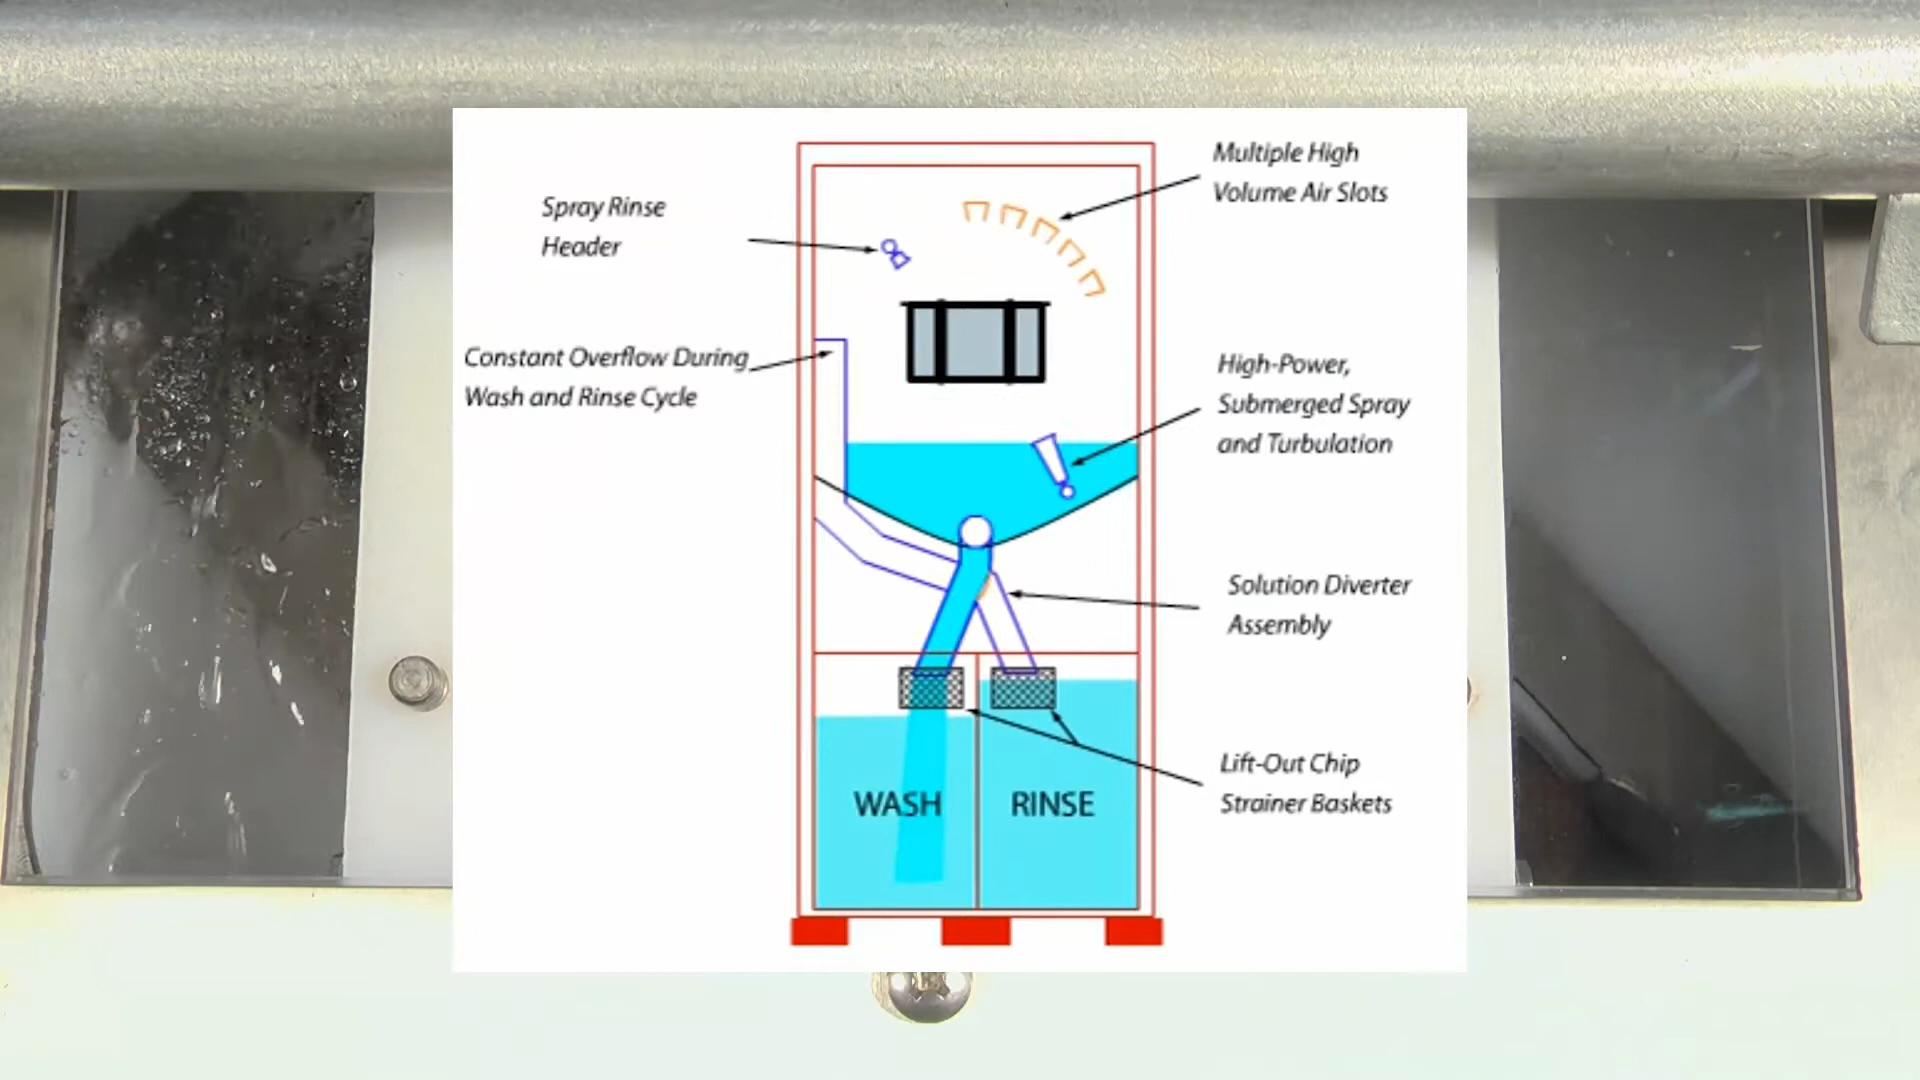 Multiple High
Volume Air Slots
Spray Rinse
Header
Constant Overflow During
Wash and Rinse Cycle
High-Power,
Submerged Spray
and Turbulation
Solution Diverter
Assembly
Lift-Out Chip
Strainer Baskets
WASH
RINSE